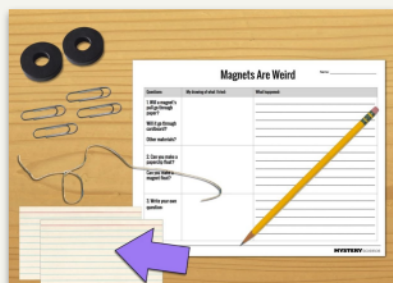 Magnets Are Weird
Name:
Questions: My drawing of what I tried: What happened:
1. Will a magnet's
pull go through
paper?
Will it go through
cardboard?
Other materials?
2. Can you make a
paperclip float?
Can you make a
magnet float?
3. Write your own
question:
MYSTERY science